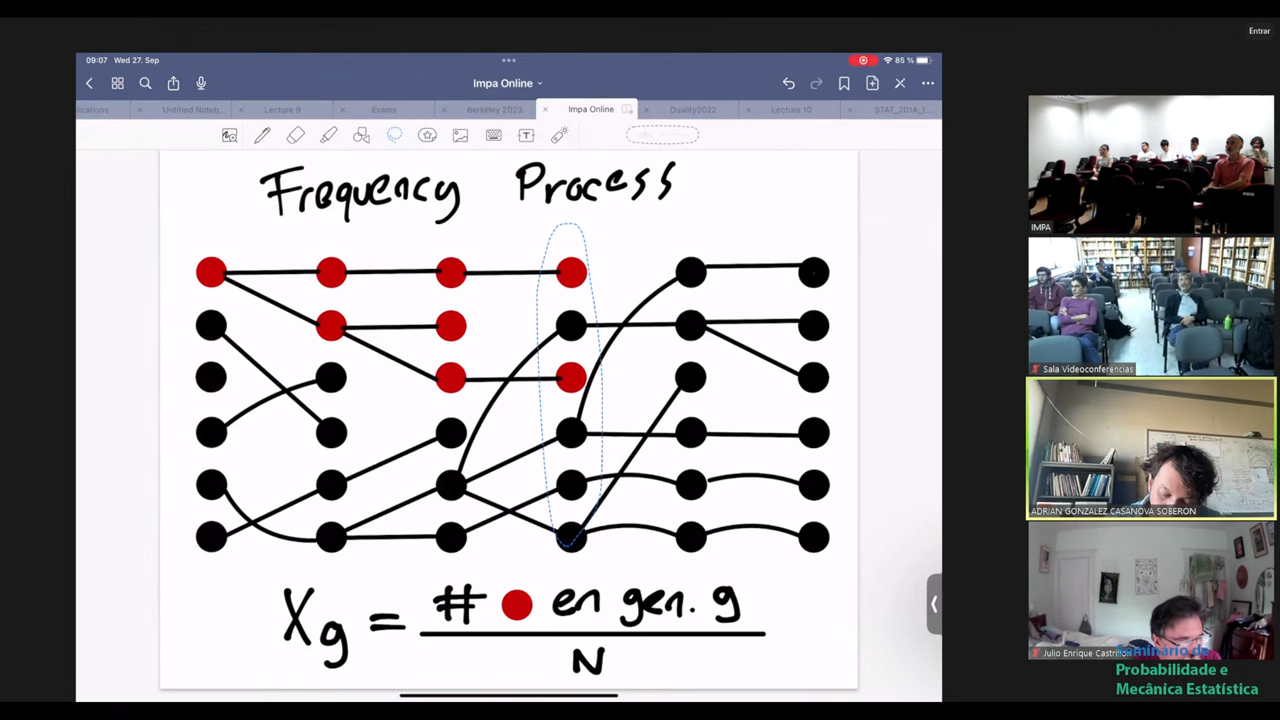 Entrar
09:07 Wed 27. Sep
85 %
Impa Online
Untitled Noteb...
Lecture 9
Exams
Berkeley 2023
Impa Online
Duality2022
Lecture 10
STAT_201A_L...
Frequency Process
X_g = # en gen. g
N
IMPA
Sala Videoconferencias
ADRIAN GONZALEZ CASANOVA SOBERON
Julio Enrique
Seminário de
Probabilidade e
Mecânica Estatística